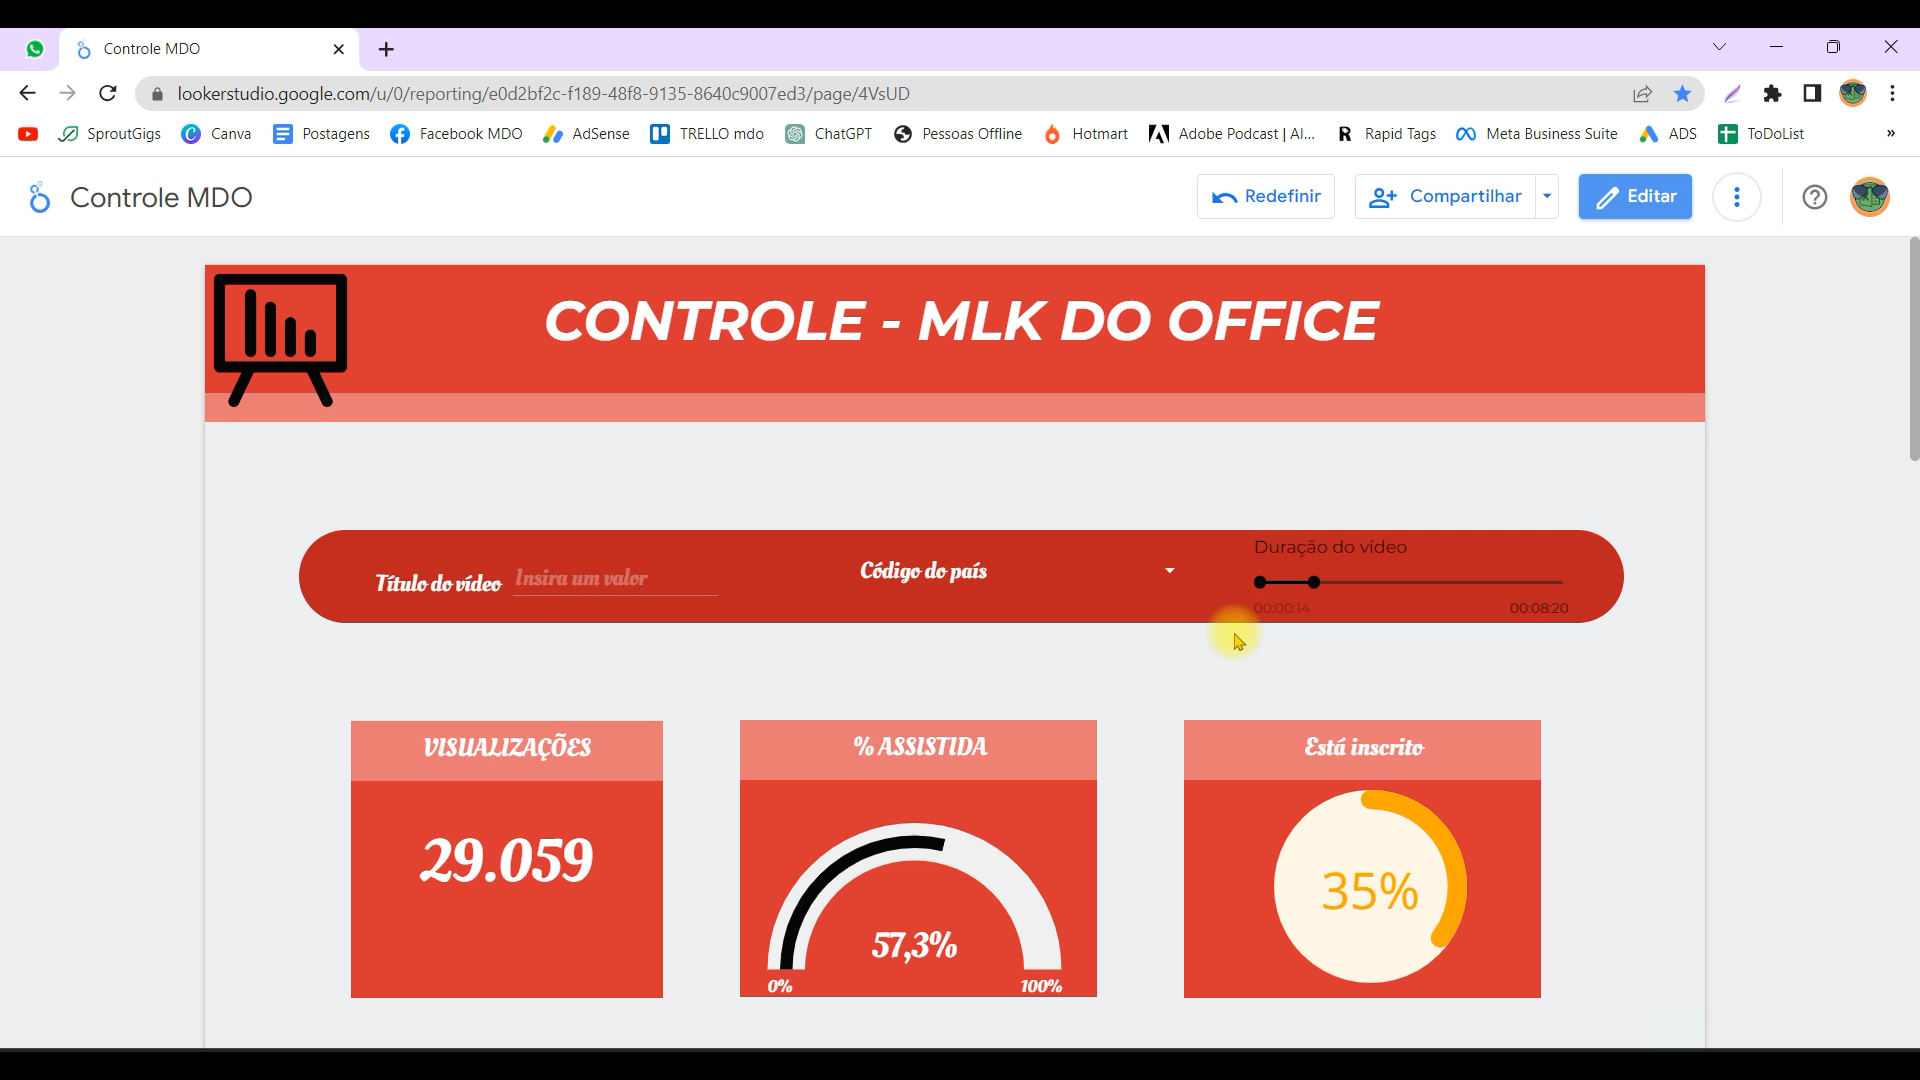 Controle MDO
lookerstudio.google.com/u/0/reporting/e0d2bf2c-f189-48f8-9135-8640c9007ed3/page/4VsUD
SproutGigs Canva Postagens Facebook MDO AdSense TRELLO mdo ChatGPT Pessoas Offline Hotmart Adobe Podcast | AI... Rapid Tags Meta Business Suite ADS ToDoList »
Controle MDO Redefinir Compartilhar Editar
CONTROLE - MLK DO OFFICE
Título do vídeo Insira um valor
Código do país
Duração do vídeo
00:00:14 00:08:20
VISUALIZAÇÕES
29.059
% ASSISTIDA
57,3%
0% 100%
Está inscrito
35%